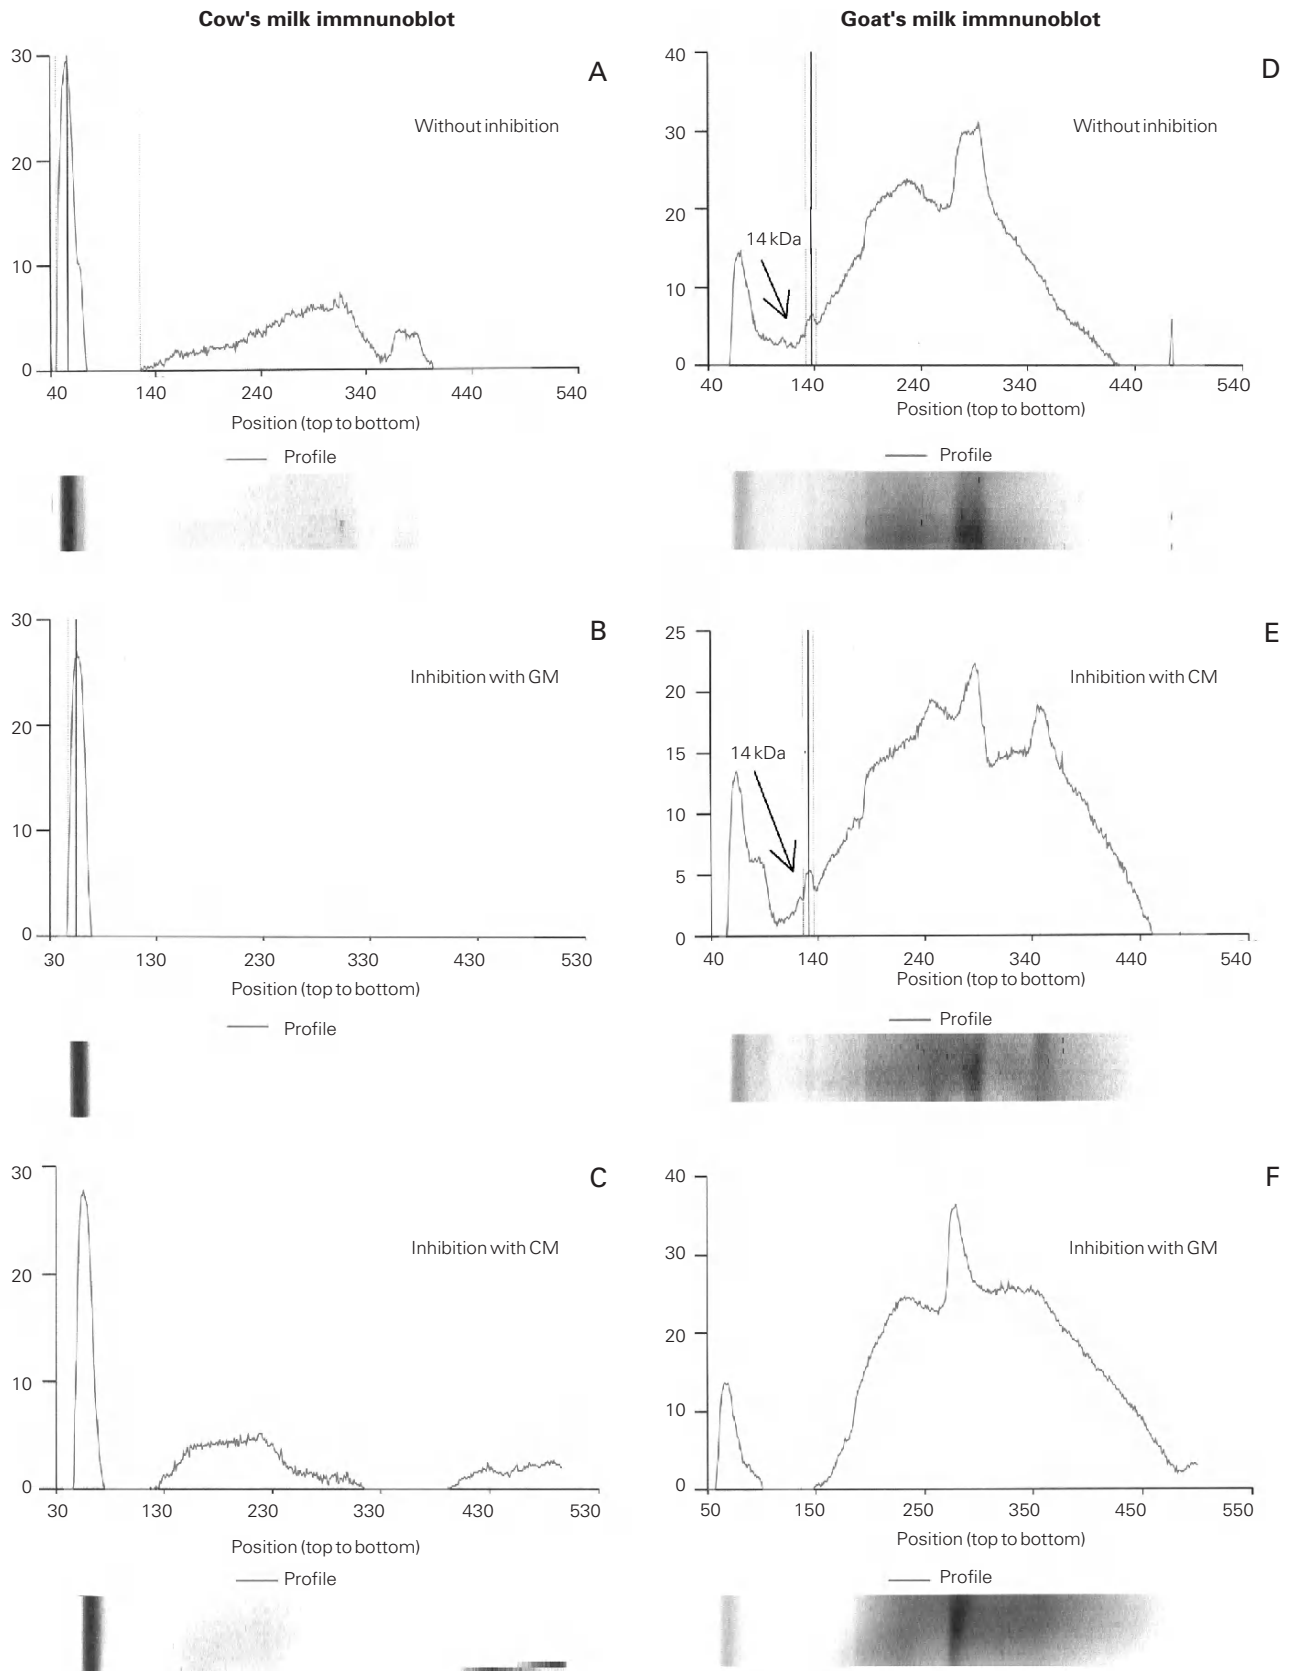 Cow's milk immnunoblot
Goat's milk immnunoblot
A
Without inhibition
30
20
10
0
40 140 240 340 440 540
Position (top to bottom)
Profile
D
Without inhibition
14 kDa
40
30
20
10
0
40 140 240 340 440 540
Position (top to bottom)
Profile
B
Inhibition with GM
30
20
10
0
30 130 230 330 430 530
Position (top to bottom)
Profile
E
Inhibition with CM
14 kDa
25
20
15
10
5
0
40 140 240 340 440 540
Position (top to bottom)
Profile
C
Inhibition with CM
30
20
10
0
30 130 230 330 430 530
Position (top to bottom)
Profile
F
Inhibition with GM
40
30
20
10
0
50 150 250 350 450 550
Position (top to bottom)
Profile